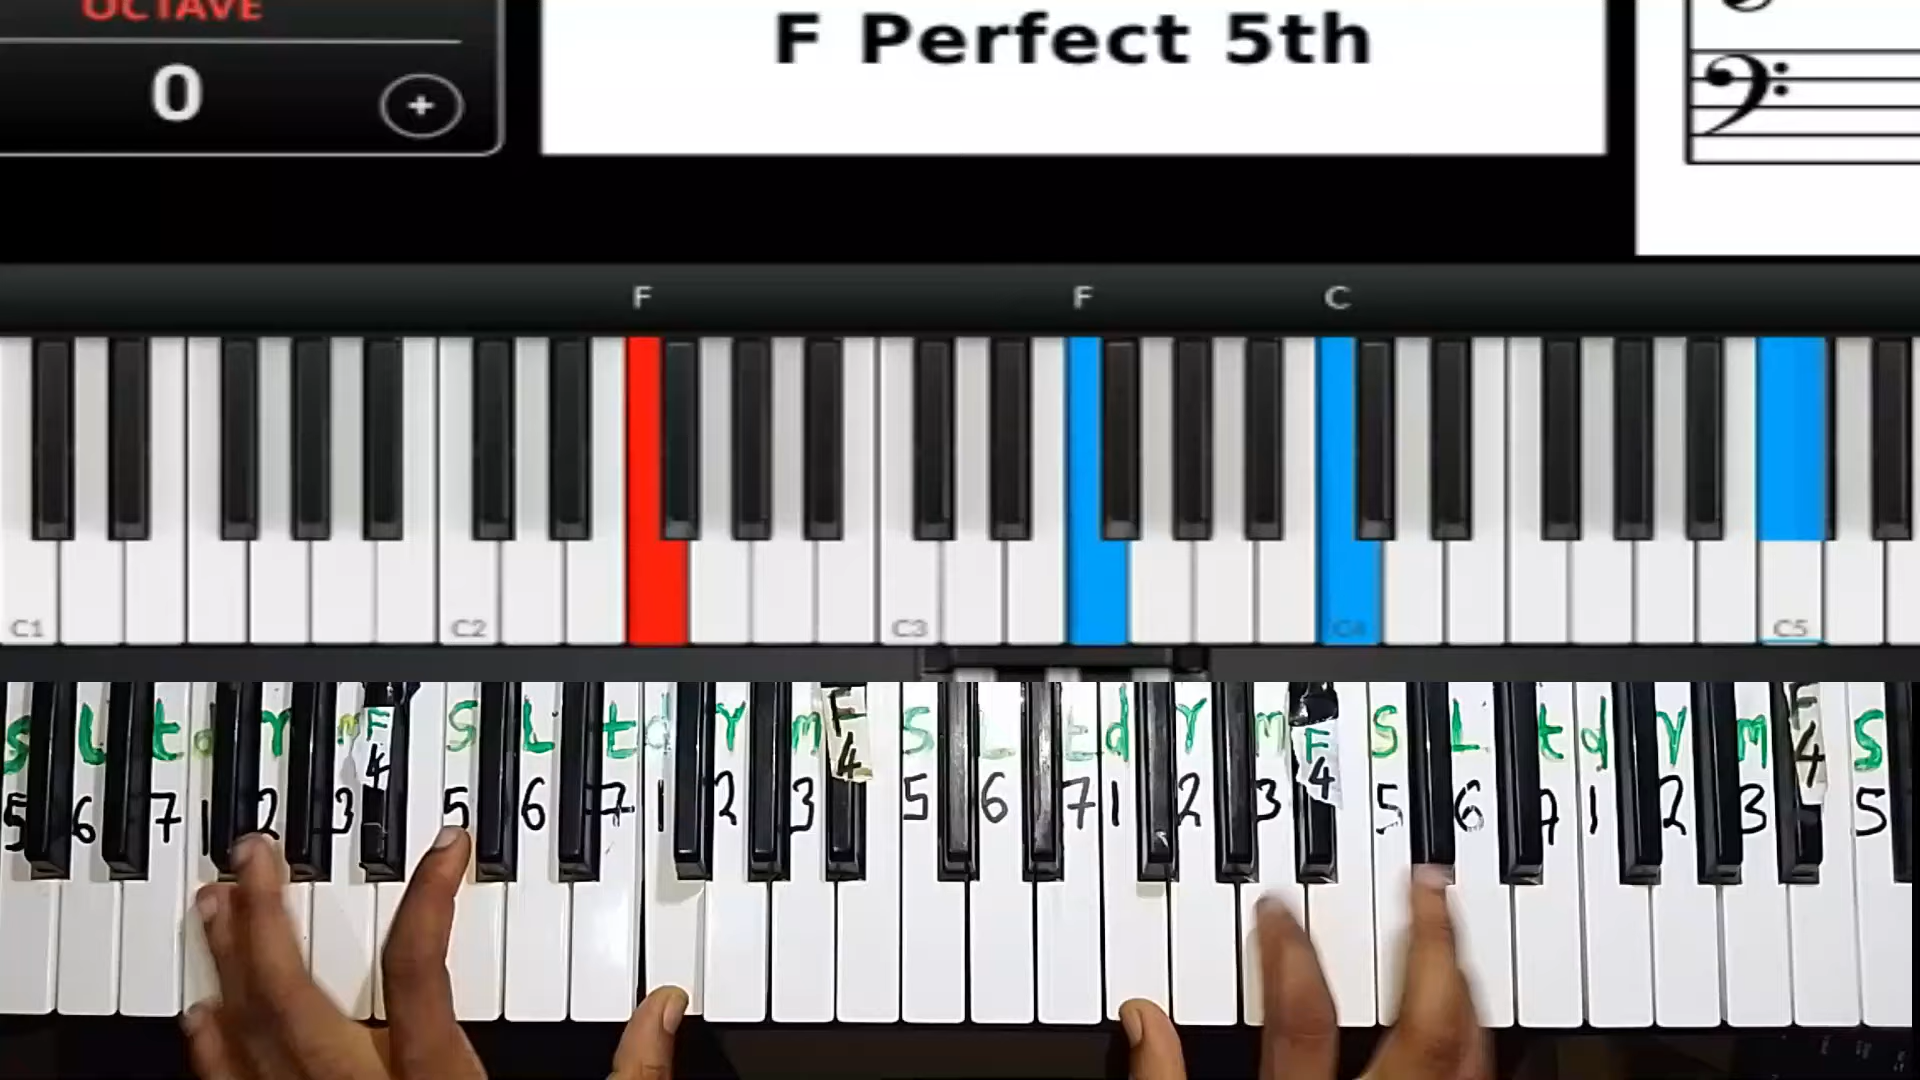 OCTAVE
0 +
F Perfect 5th
F F C
C1 C2 C3 C4 C5
S L t d r m F S L t d r m F S L t d r m F S L t d r m F S
5 6 7 1 2 3 4 5 6 7 1 2 3 4 5 6 7 1 2 3 4 5 6 7 1 2 3 4 5